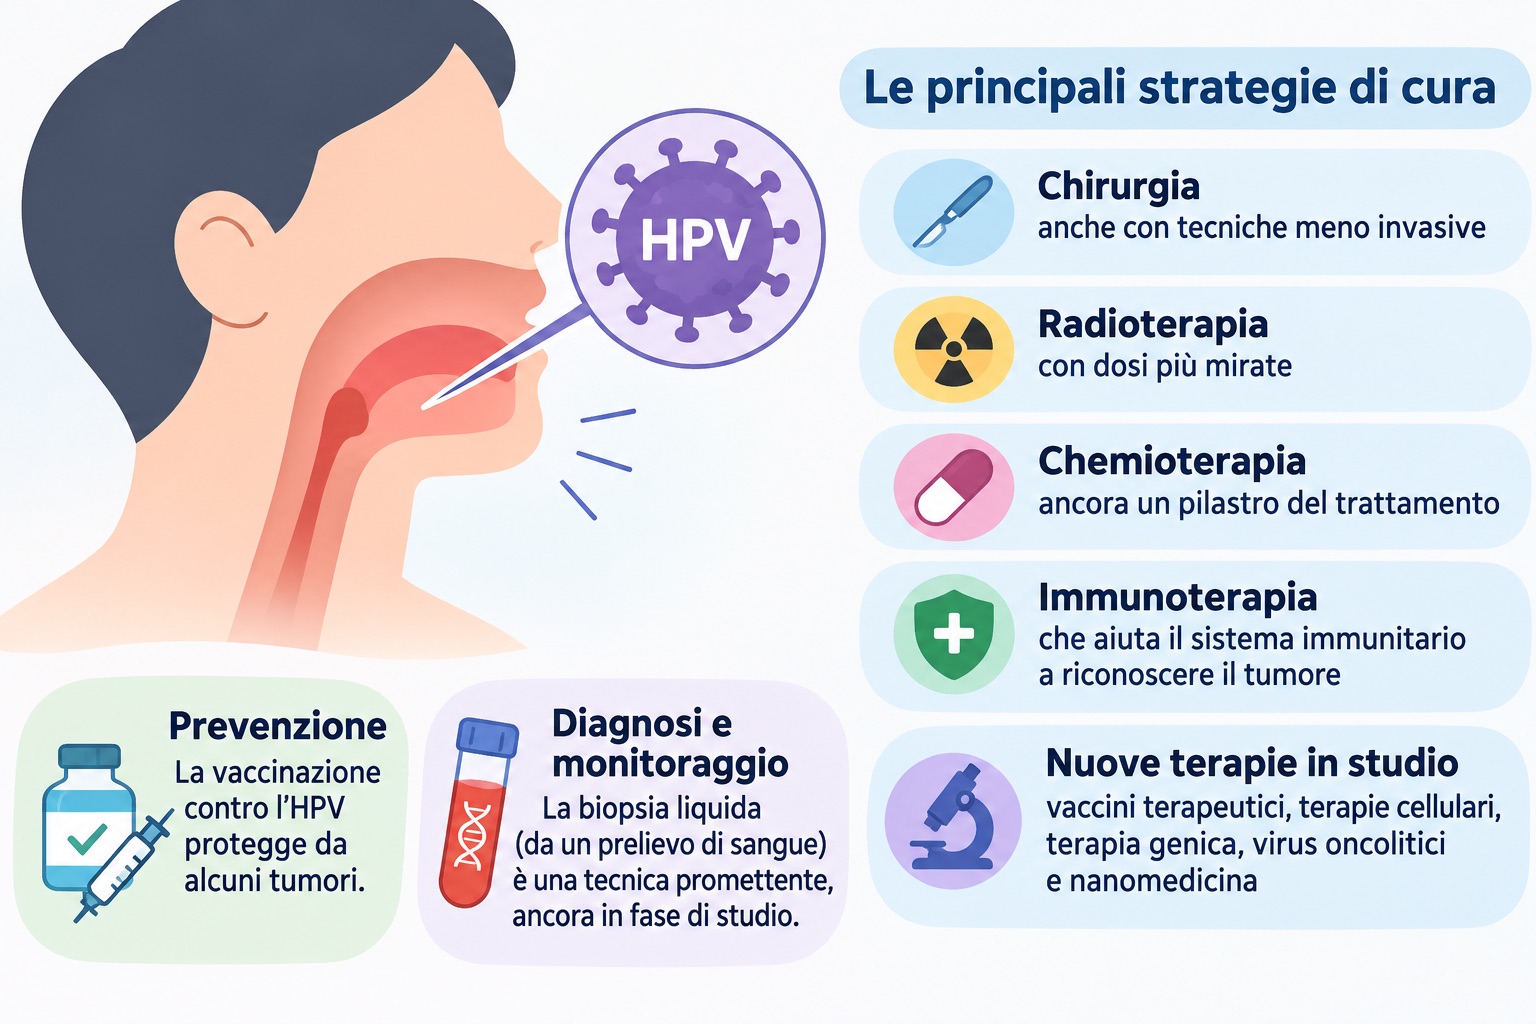 HPV
Le principali strategie di cura
Chirurgia
anche con tecniche meno invasive
Radioterapia
con dosi più mirate
Chemioterapia
ancora un pilastro del trattamento
Immunoterapia
che aiuta il sistema immunitario
a riconoscere il tumore
Nuove terapie in studio
vaccini terapeutici, terapie cellulari,
terapia genica, virus oncolitici
e nanomedicina
Prevenzione
La vaccinazione
contro l'HPV
protegge da
alcuni tumori.
Diagnosi e
monitoraggio
La biopsia liquida
(da un prelievo di sangue)
è una tecnica promettente,
ancora in fase di studio.